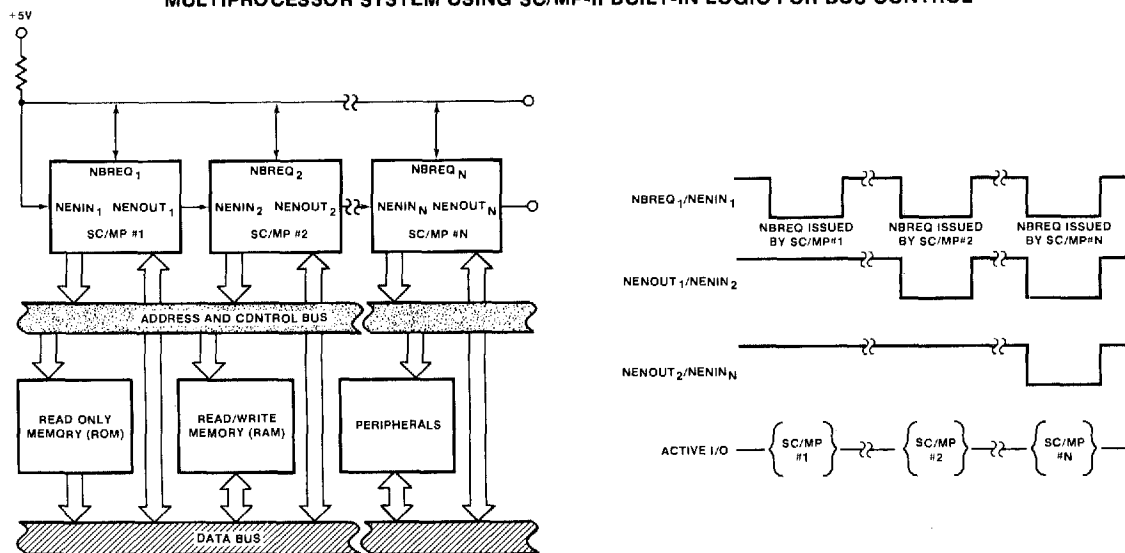 MULTIPROCESSOR SYSTEM USING SC/MP-II BUILT-IN LOGIC FOR BUS CONTROL
+5V
NBREQ1 NBREQ2 NBREQN
NENIN1 NENOUT1 NENIN2 NENOUT2 NENINN NENOUTN
SC/MP #1 SC/MP #2 SC/MP #N
ADDRESS AND CONTROL BUS
READ ONLY
MEMORY (ROM)
READ/WRITE
MEMORY (RAM)
PERIPHERALS
DATA BUS
NBREQ1/NENIN1
NBREQ ISSUED
BY SC/MP#1
NBREQ ISSUED
BY SC/MP#2
NBREQ ISSUED
BY SC/MP#N
NENOUT1/NENIN2
NENOUT2/NENINN
ACTIVE I/O
SC/MP
#1
SC/MP
#2
SC/MP
#N